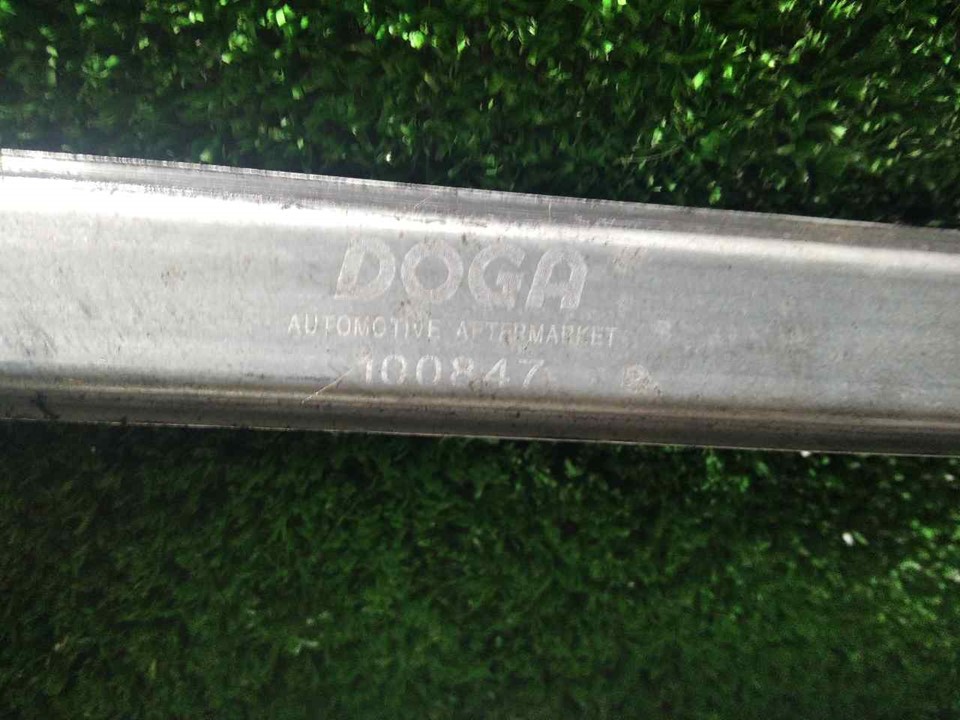 DOGA
AUTOMOTIVE AFTERMARKET
100847